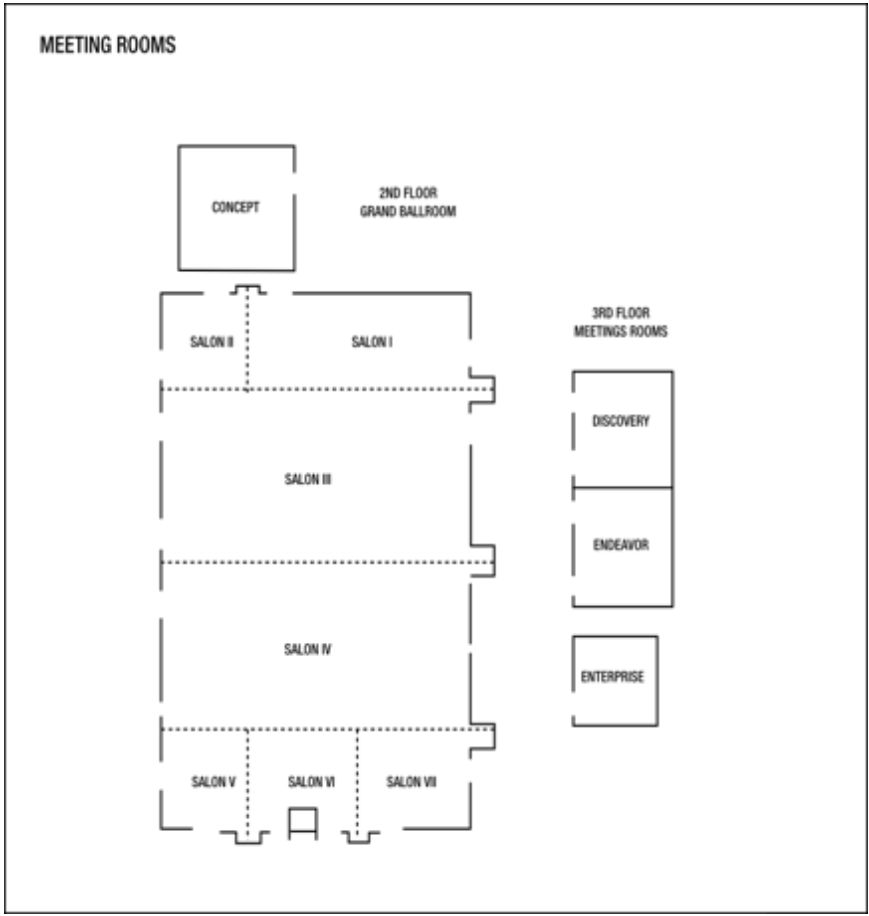 MEETING ROOMS
CONCEPT
2ND FLOOR
GRAND BALLROOM
SALON II
SALON I
3RD FLOOR
MEETINGS ROOMS
DISCOVERY
SALON III
ENDEAVOR
SALON IV
ENTERPRISE
SALON V
SALON VI
SALON VII